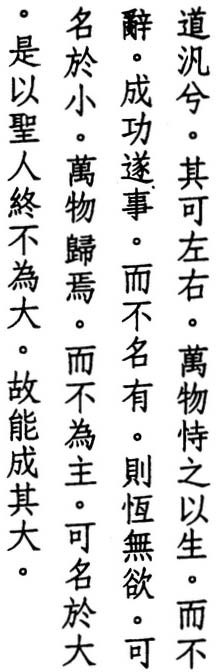 道汎兮。其可左右。萬物恃之以生。而不
辭。成功遂事。而不名有。則恆無欲。可
名於小。萬物歸焉。而不為主。可名於大
。是以聖人終不為大。故能成其大。